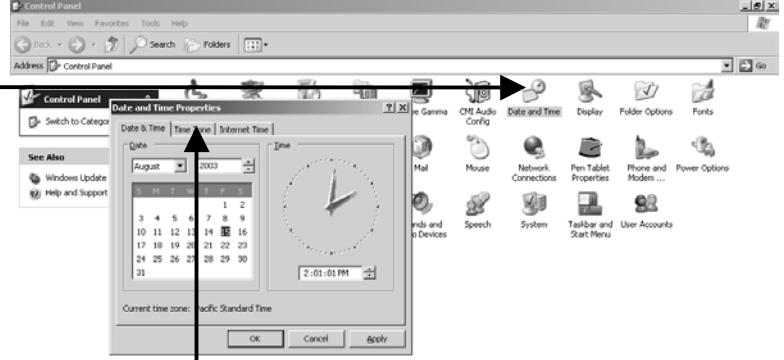 Control Panel
File Edit View Favorites Tools Help
Back Search Folders
Address Control Panel Go
Control Panel
Switch to Categor
See Also
Windows Update
Help and Support
Date and Time Properties
Date & Time Time Zone Internet Time
Date
August 2003
S M T W T F S
1 2
3 4 5 6 7 8 9
10 11 12 13 14 15 16
17 18 19 20 21 22 23
24 25 26 27 28 29 30
31
Time
2:01:01 PM
Current time zone: Pacific Standard Time
OK Cancel Apply
Gamma
CMI Audio
Config
Date and Time
Display
Folder Options
Fonts
Mail
Mouse
Network
Connections
Pen Tablet
Properties
Phone and
Modem ...
Power Options
nds and
o Devices
Speech
System
Taskbar and
Start Menu
User Accounts